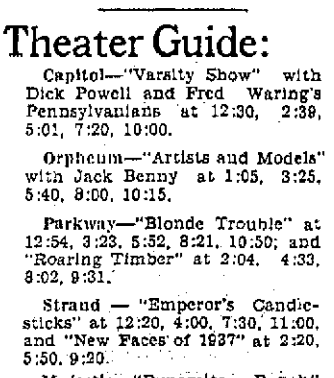 Theater Guide:
Capitol—"Varsity Show" with
Dick Powell and Fred Waring's
Pennsylvanians at 12:30, 2:39,
5:01, 7:20, 10:00.
Orpheum—"Artists and Models"
with Jack Benny at 1:05, 3:25,
5:40, 8:00, 10:15.
Parkway—"Blonde Trouble" at
12:54, 3:23, 5:52, 8:21, 10:50; and
"Roaring Timber" at 2:04, 4:33,
8:02, 9:31.
Strand — "Emperor's Candle-
sticks" at 12:20, 4:00, 7:30, 11:00,
and "New Faces of 1937" at 2:20,
5:50, 9:20.